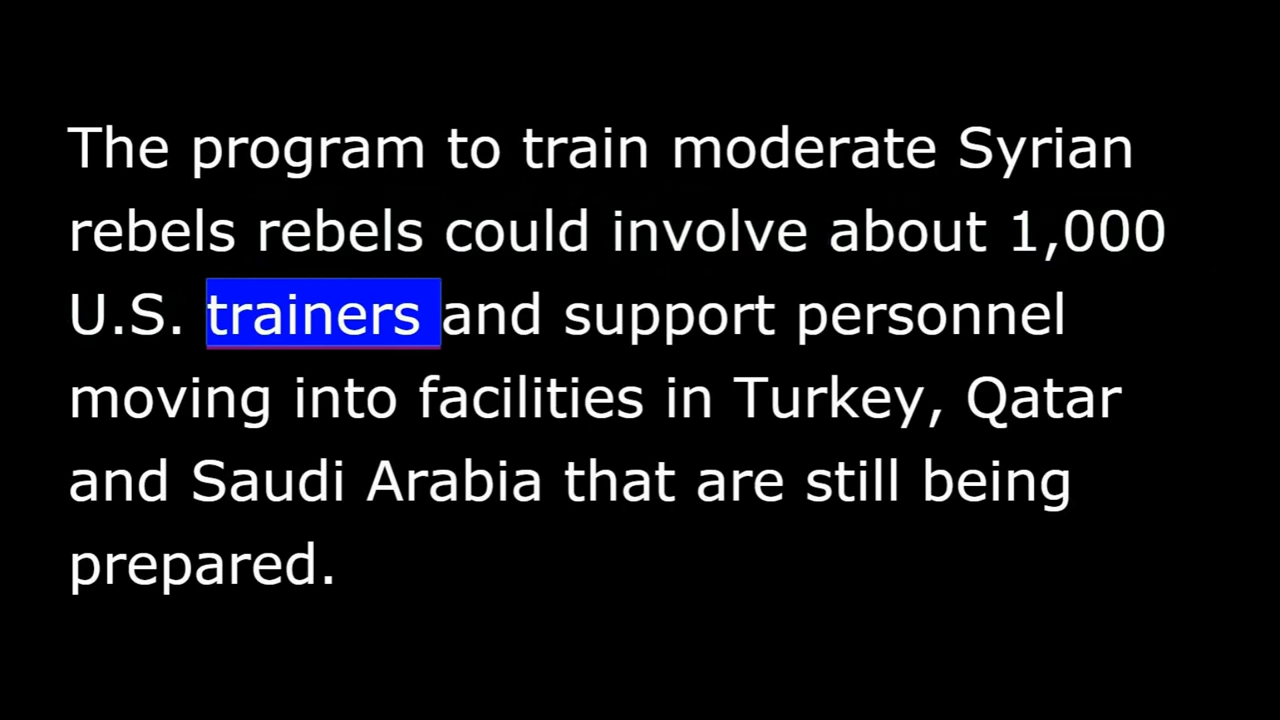 The program to train moderate Syrian
rebels rebels could involve about 1,000
U.S. trainers and support personnel
moving into facilities in Turkey, Qatar
and Saudi Arabia that are still being
prepared.